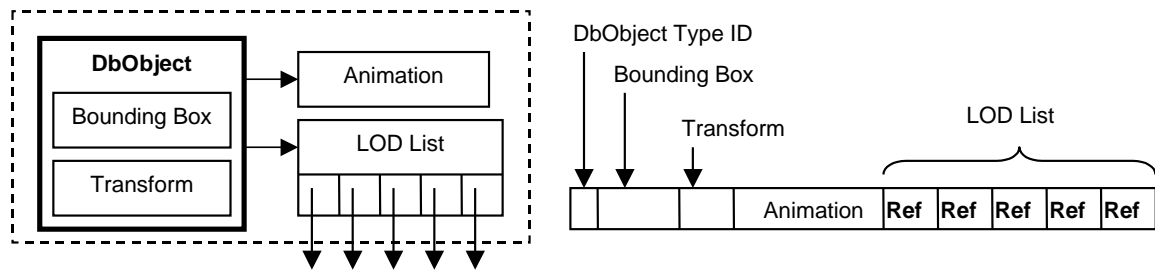 DbObject
Bounding Box
Transform
Animation
LOD List
DbObject Type ID
Bounding Box
Transform
LOD List
Animation Ref Ref Ref Ref Ref